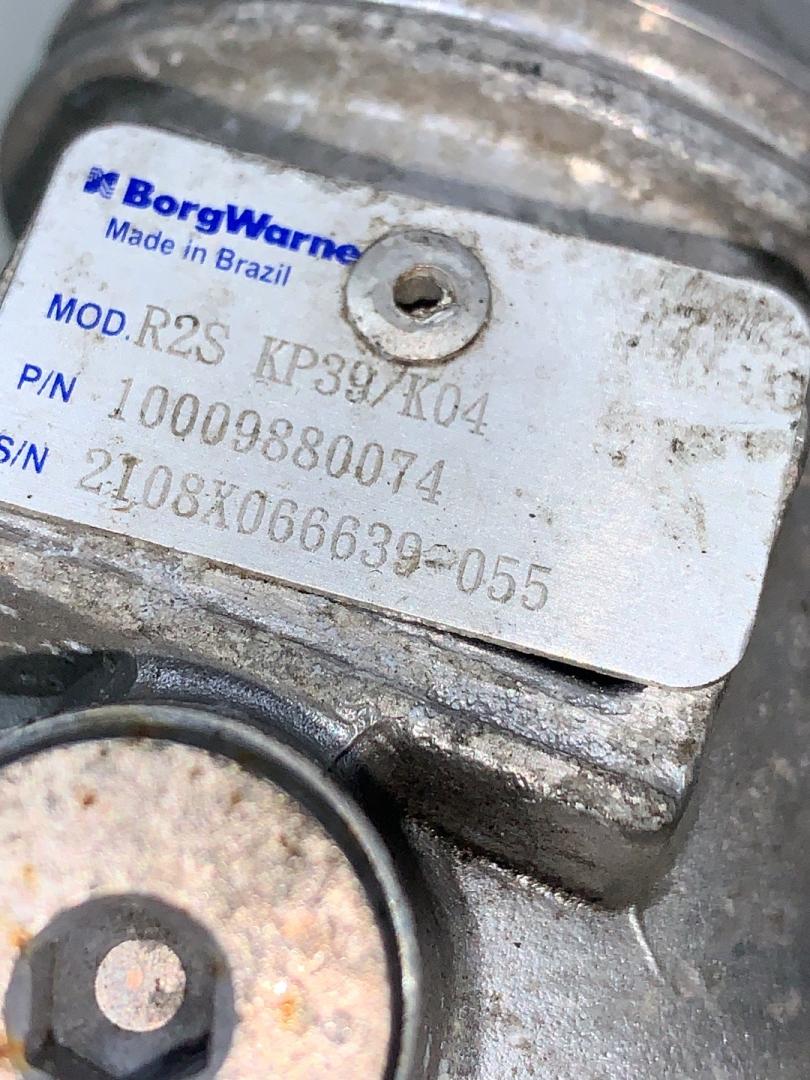 BorgWarne
Made in Brazil
MOD. R2S KP39/K04
P/N 10009880074
S/N 2108X066639-055